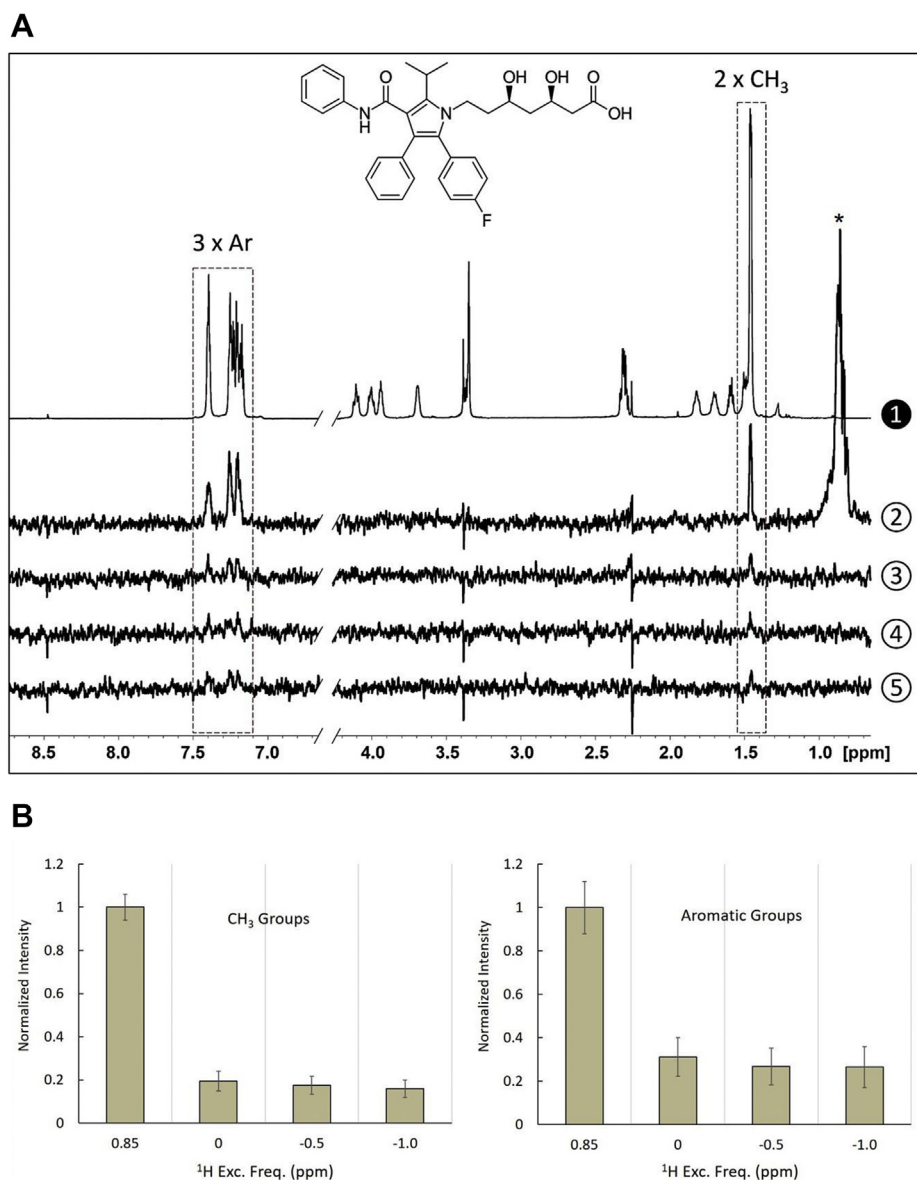 A
OH OH
O
O
OH
N
H
N
F
2 x CH₃
3 x Ar
*
1
2
3
4
5
8.5 8.0 7.5 7.0 4.0 3.5 3.0 2.5 2.0 1.5 1.0 [ppm]
B
1.2
1
0.8
0.6
0.4
0.2
0
Normalized Intensity
CH₃ Groups
0.85 0 -0.5 -1.0
¹H Exc. Freq. (ppm)
1.2
1
0.8
0.6
0.4
0.2
0
Normalized Intensity
Aromatic Groups
0.85 0 -0.5 -1.0
¹H Exc. Freq. (ppm)